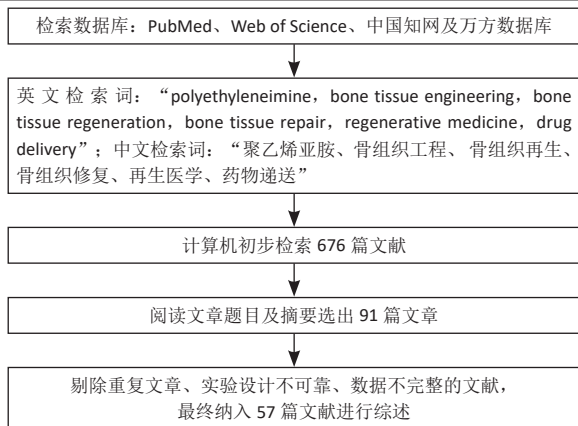 检索数据库：PubMed、Web of Science、中国知网及万方数据库
英文检索词：“polyethyleneimine，bone tissue engineering，bone
tissue regeneration，bone tissue repair，regenerative medicine，drug
delivery”；中文检索词：“聚乙烯亚胺、骨组织工程、骨组织再生、
骨组织修复、再生医学、药物递送”
计算机初步检索 676 篇文献
阅读文章题目及摘要选出 91 篇文章
剔除重复文章、实验设计不可靠、数据不完整的文献，
最终纳入 57 篇文献进行综述